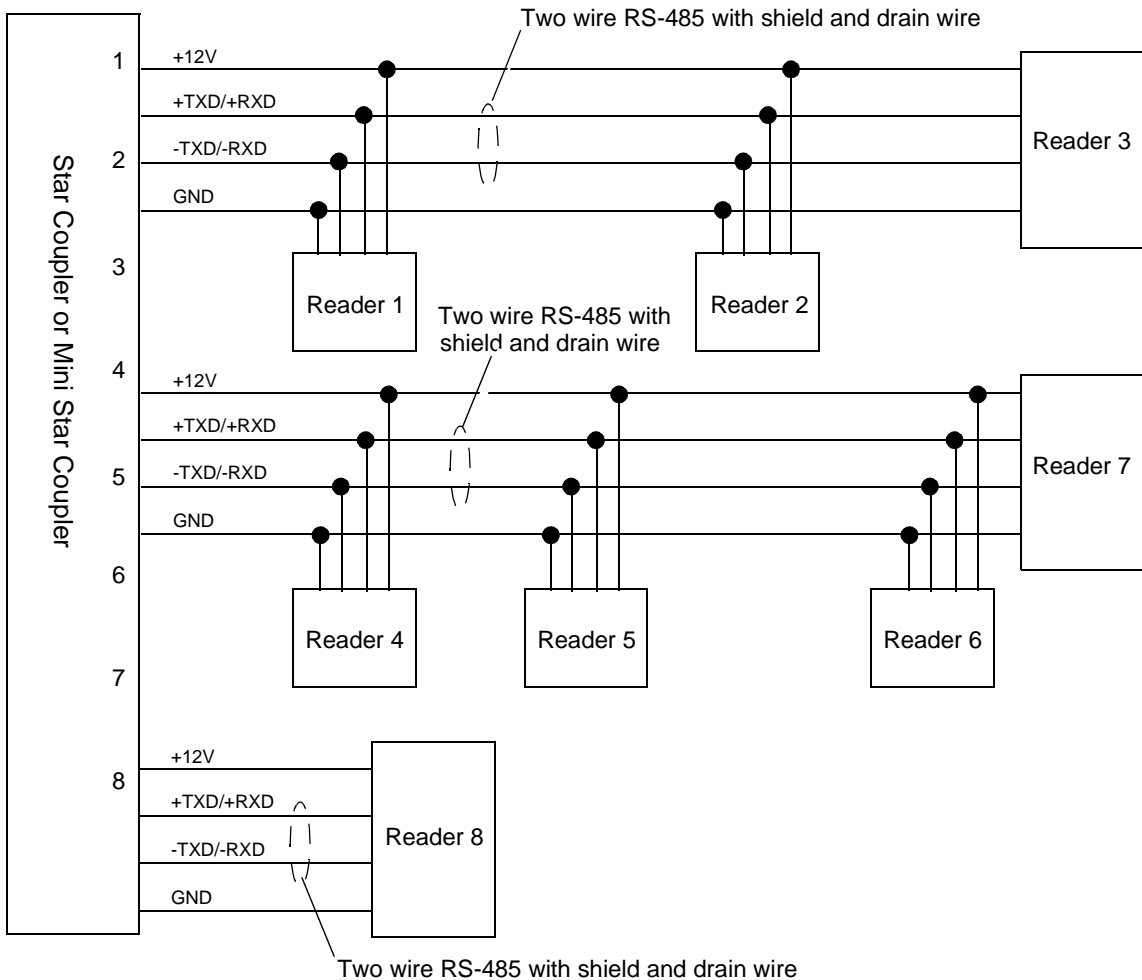 Two wire RS-485 with shield and drain wire
Star Coupler or Mini Star Coupler
1
+12V
+TXD/+RXD
2
-TXD/-RXD
GND
Reader 3
3
Reader 1
Reader 2
Two wire RS-485 with
shield and drain wire
4
+12V
+TXD/+RXD
5
-TXD/-RXD
GND
Reader 7
6
Reader 4
Reader 5
Reader 6
7
+12V
8
+TXD/+RXD
-TXD/-RXD
GND
Reader 8
Two wire RS-485 with shield and drain wire